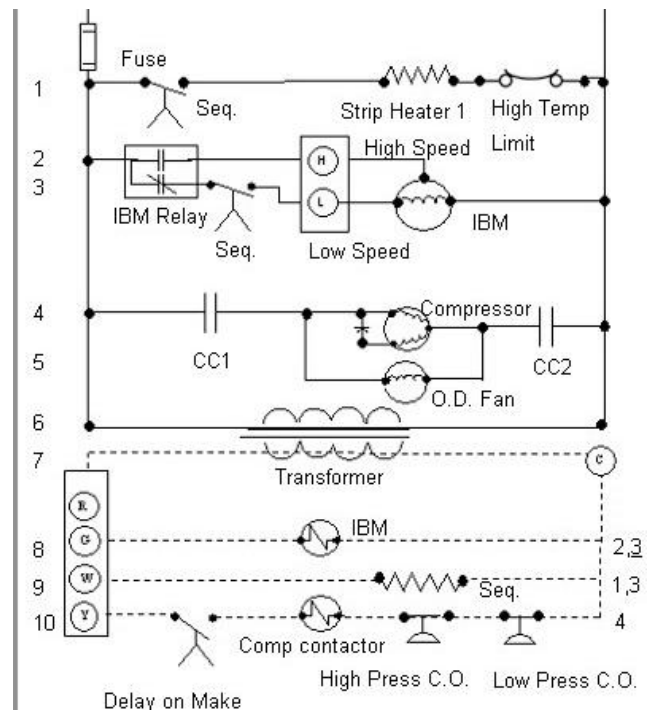 Fuse
1
Seq.
Strip Heater 1
High Temp
Limit
2
H
High Speed
3
IBM Relay
L
IBM
Seq.
Low Speed
4
Compressor
CC1
CC2
5
O.D. Fan
6
7
Transformer
C
R
8
G
IBM
2,3
9
W
Seq.
1,3
10
Y
Comp contactor
4
High Press C.O.
Low Press C.O.
Delay on Make